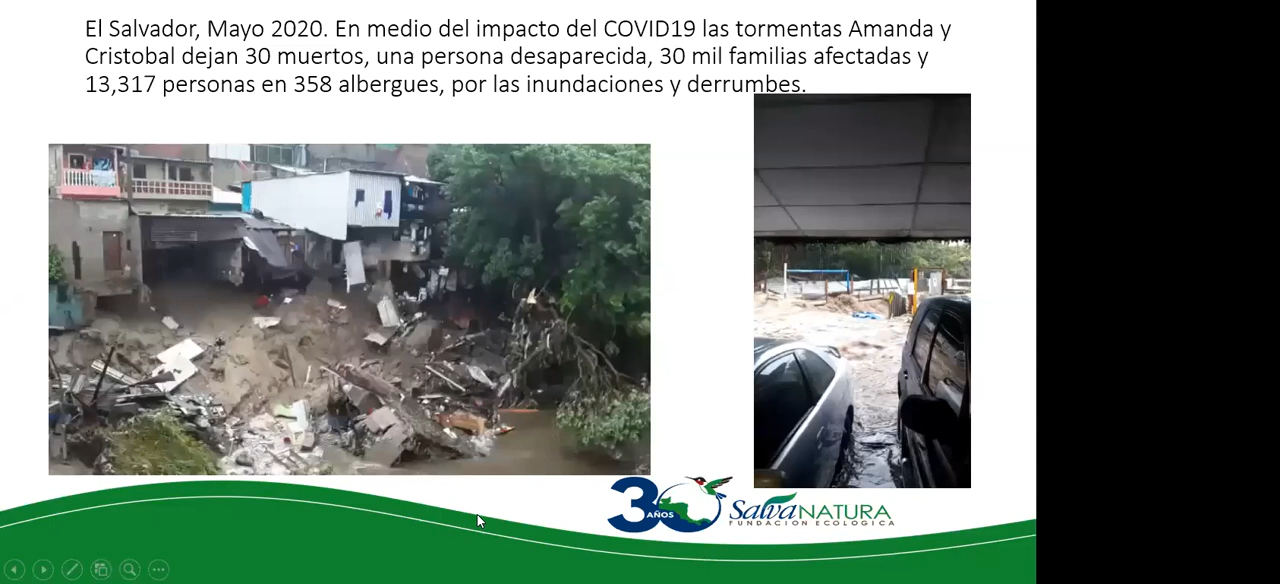 El Salvador, Mayo 2020. En medio del impacto del COVID19 las tormentas Amanda y
Cristobal dejan 30 muertos, una persona desaparecida, 30 mil familias afectadas y
13,317 personas en 358 albergues, por las inundaciones y derrumbes.
30
AÑOS
SalvaNATURA
FUNDACION ECOLOGICA